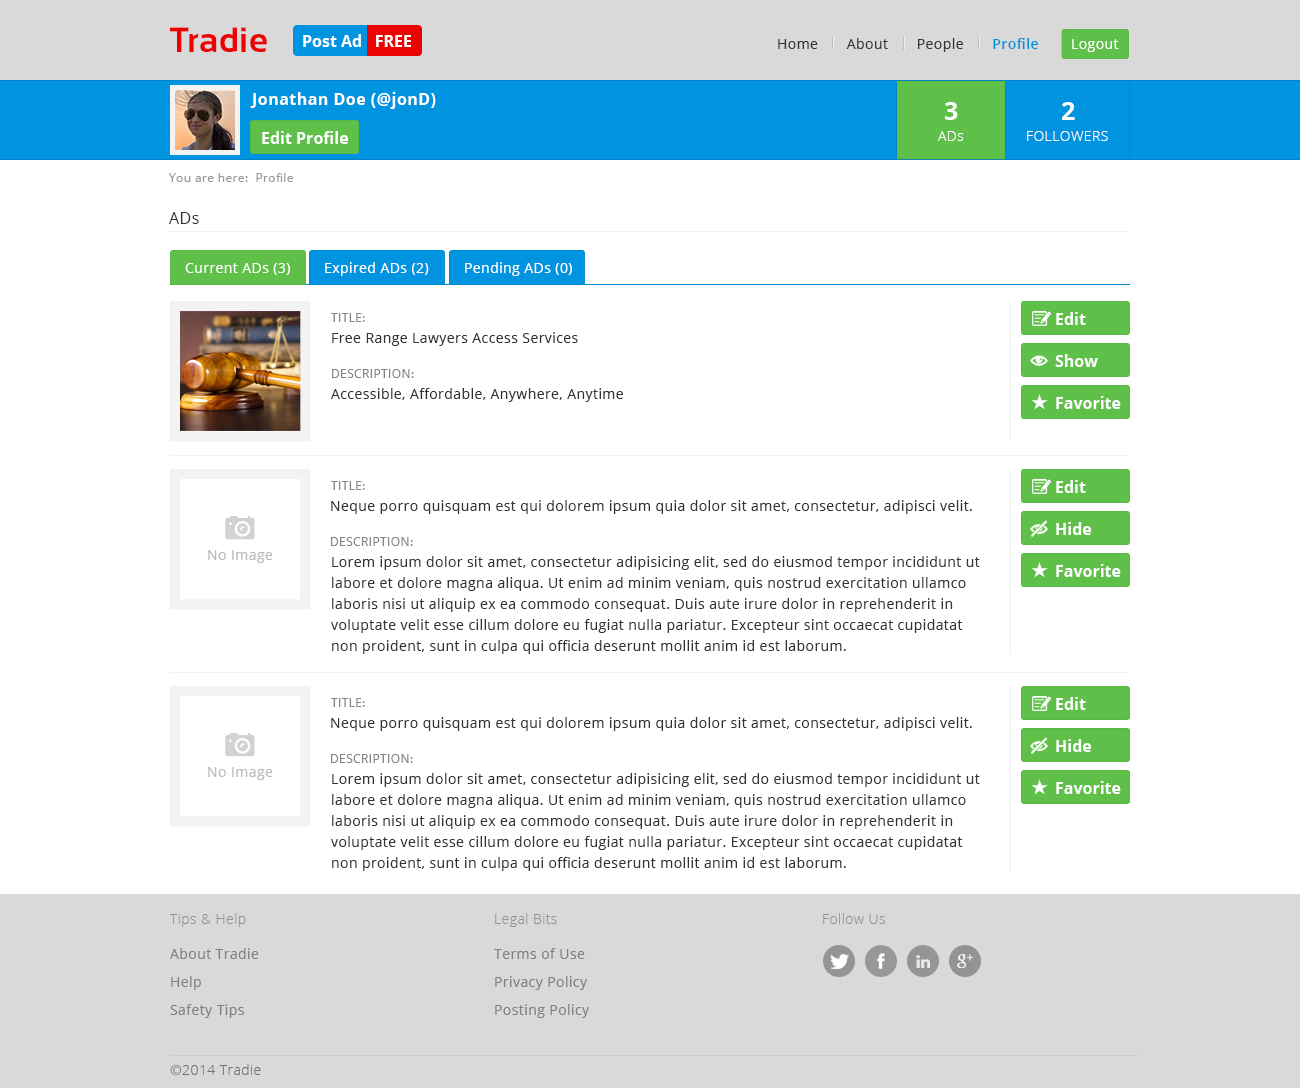 Tradie
Post Ad FREE
Home About People Profile Logout
Jonathan Doe (@jonD)
Edit Profile
3
ADs
2
FOLLOWERS
You are here: Profile
ADs
Current ADs (3) Expired ADs (2) Pending ADs (0)
TITLE:
Free Range Lawyers Access Services
DESCRIPTION:
Accessible, Affordable, Anywhere, Anytime
Edit
Show
Favorite
No Image
TITLE:
Neque porro quisquam est qui dolorem ipsum quia dolor sit amet, consectetur, adipisci velit.
DESCRIPTION:
Lorem ipsum dolor sit amet, consectetur adipisicing elit, sed do eiusmod tempor incididunt ut
labore et dolore magna aliqua. Ut enim ad minim veniam, quis nostrud exercitation ullamco
laboris nisi ut aliquip ex ea commodo consequat. Duis aute irure dolor in reprehenderit in
voluptate velit esse cillum dolore eu fugiat nulla pariatur. Excepteur sint occaecat cupidatat
non proident, sunt in culpa qui officia deserunt mollit anim id est laborum.
Edit
Hide
Favorite
No Image
TITLE:
Neque porro quisquam est qui dolorem ipsum quia dolor sit amet, consectetur, adipisci velit.
DESCRIPTION:
Lorem ipsum dolor sit amet, consectetur adipisicing elit, sed do eiusmod tempor incididunt ut
labore et dolore magna aliqua. Ut enim ad minim veniam, quis nostrud exercitation ullamco
laboris nisi ut aliquip ex ea commodo consequat. Duis aute irure dolor in reprehenderit in
voluptate velit esse cillum dolore eu fugiat nulla pariatur. Excepteur sint occaecat cupidatat
non proident, sunt in culpa qui officia deserunt mollit anim id est laborum.
Edit
Hide
Favorite
Tips & Help
About Tradie
Help
Safety Tips
Legal Bits
Terms of Use
Privacy Policy
Posting Policy
Follow Us
f in g+
©2014 Tradie